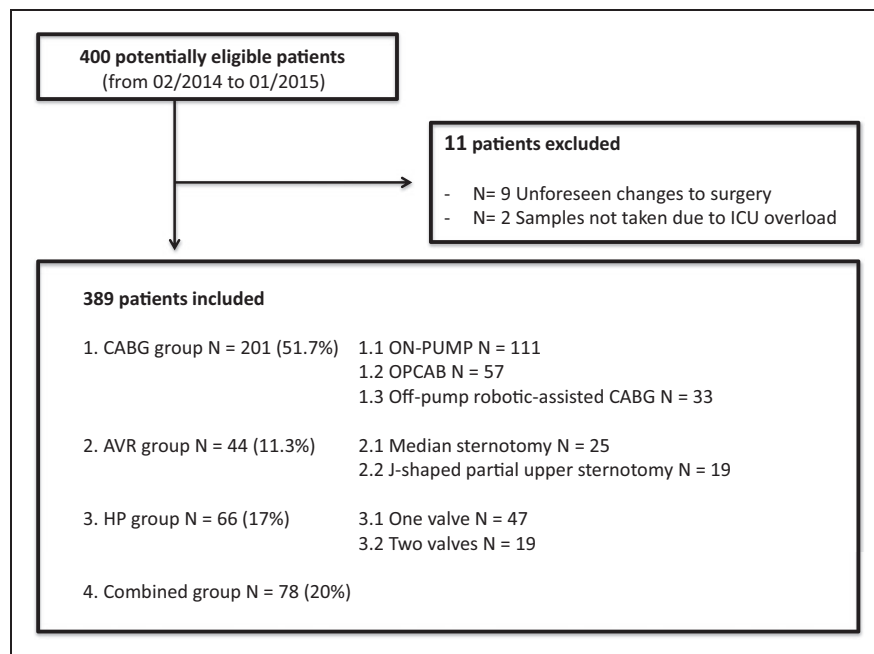 400 potentially eligible patients
(from 02/2014 to 01/2015)
11 patients excluded
- N= 9 Unforeseen changes to surgery
- N= 2 Samples not taken due to ICU overload
389 patients included
1. CABG group N = 201 (51.7%) 1.1 ON-PUMP N = 111
1.2 OPCAB N = 57
1.3 Off-pump robotic-assisted CABG N = 33
2. AVR group N = 44 (11.3%) 2.1 Median sternotomy N = 25
2.2 J-shaped partial upper sternotomy N = 19
3. HP group N = 66 (17%) 3.1 One valve N = 47
3.2 Two valves N = 19
4. Combined group N = 78 (20%)